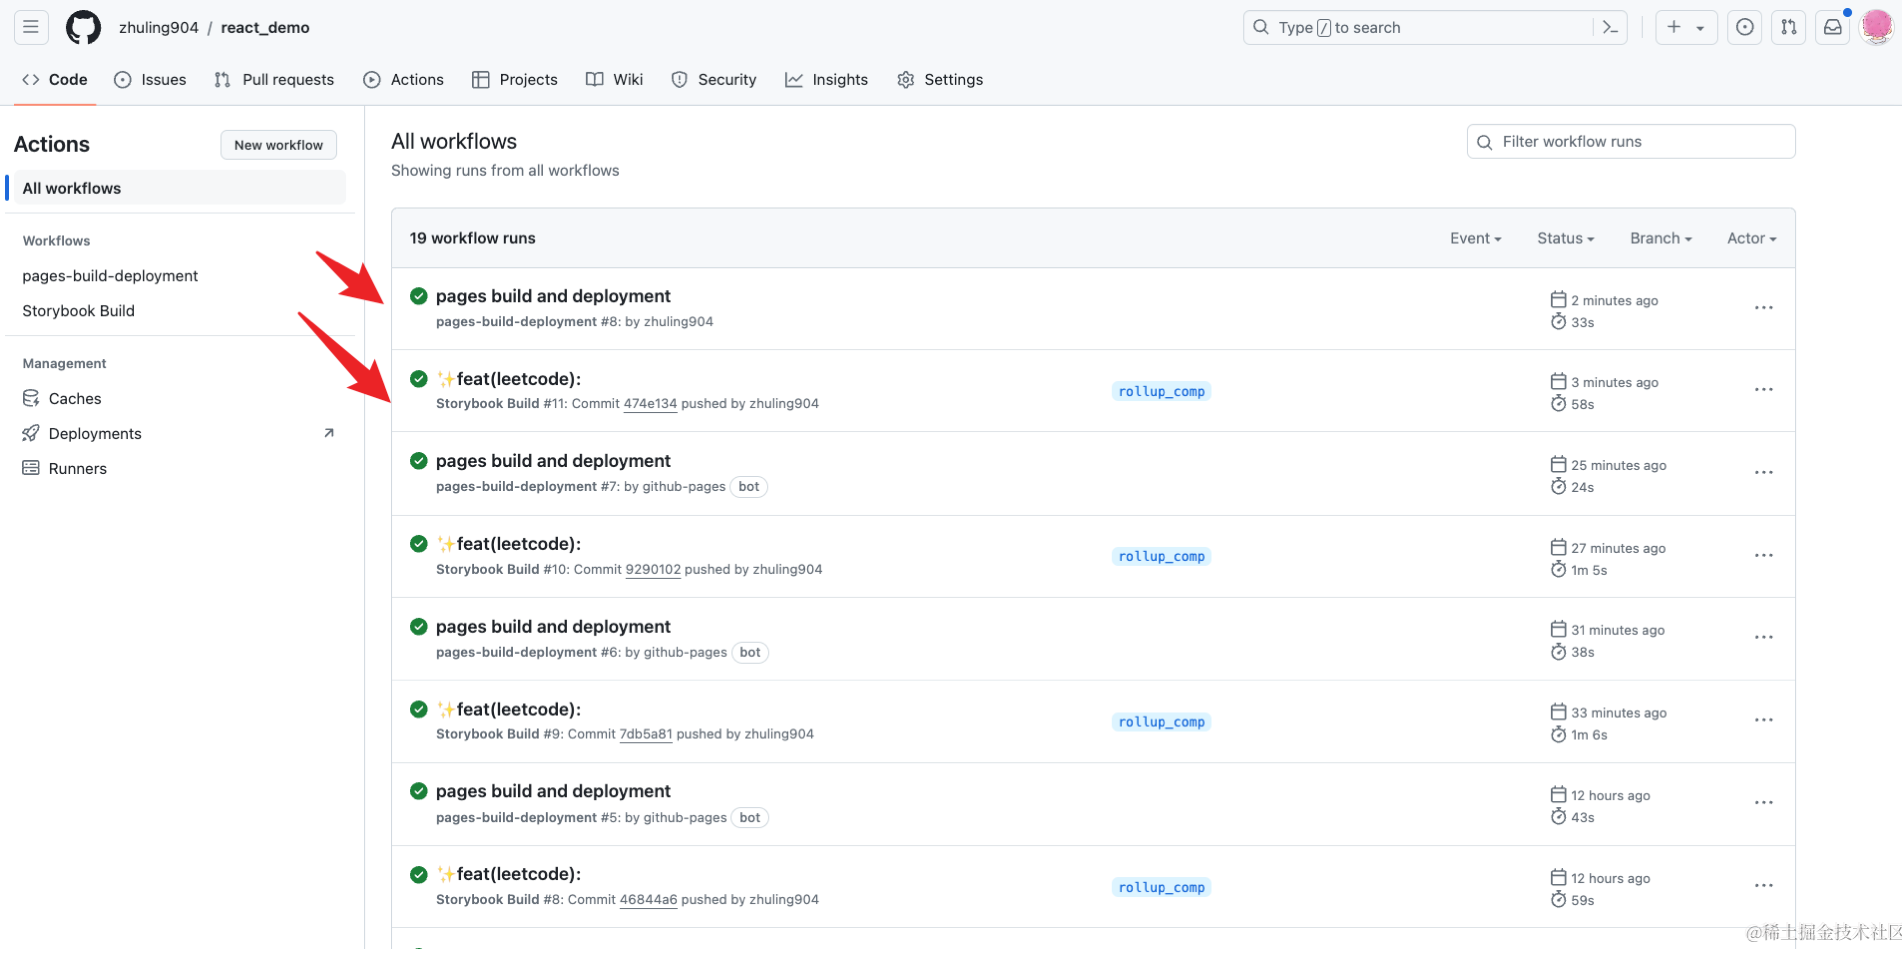 zhuling904 / react_demo
Type / to search
Code Issues Pull requests Actions Projects Wiki Security Insights Settings
Actions
New workflow
All workflows
Workflows
pages-build-deployment
Storybook Build
Management
Caches
Deployments
Runners
All workflows
Showing runs from all workflows
Filter workflow runs
19 workflow runs
Event Status Branch Actor
pages build and deployment
pages-build-deployment #8: by zhuling904
2 minutes ago
33s
✨feat(leetcode):
Storybook Build #11: Commit 474e134 pushed by zhuling904
rollup_comp
3 minutes ago
58s
pages build and deployment
pages-build-deployment #7: by github-pages bot
25 minutes ago
24s
✨feat(leetcode):
Storybook Build #10: Commit 9290102 pushed by zhuling904
rollup_comp
27 minutes ago
1m 5s
pages build and deployment
pages-build-deployment #6: by github-pages bot
31 minutes ago
38s
✨feat(leetcode):
Storybook Build #9: Commit 7db5a81 pushed by zhuling904
rollup_comp
33 minutes ago
1m 6s
pages build and deployment
pages-build-deployment #5: by github-pages bot
12 hours ago
43s
✨feat(leetcode):
Storybook Build #8: Commit 46844a6 pushed by zhuling904
rollup_comp
12 hours ago
59s
@稀土掘金技术社区